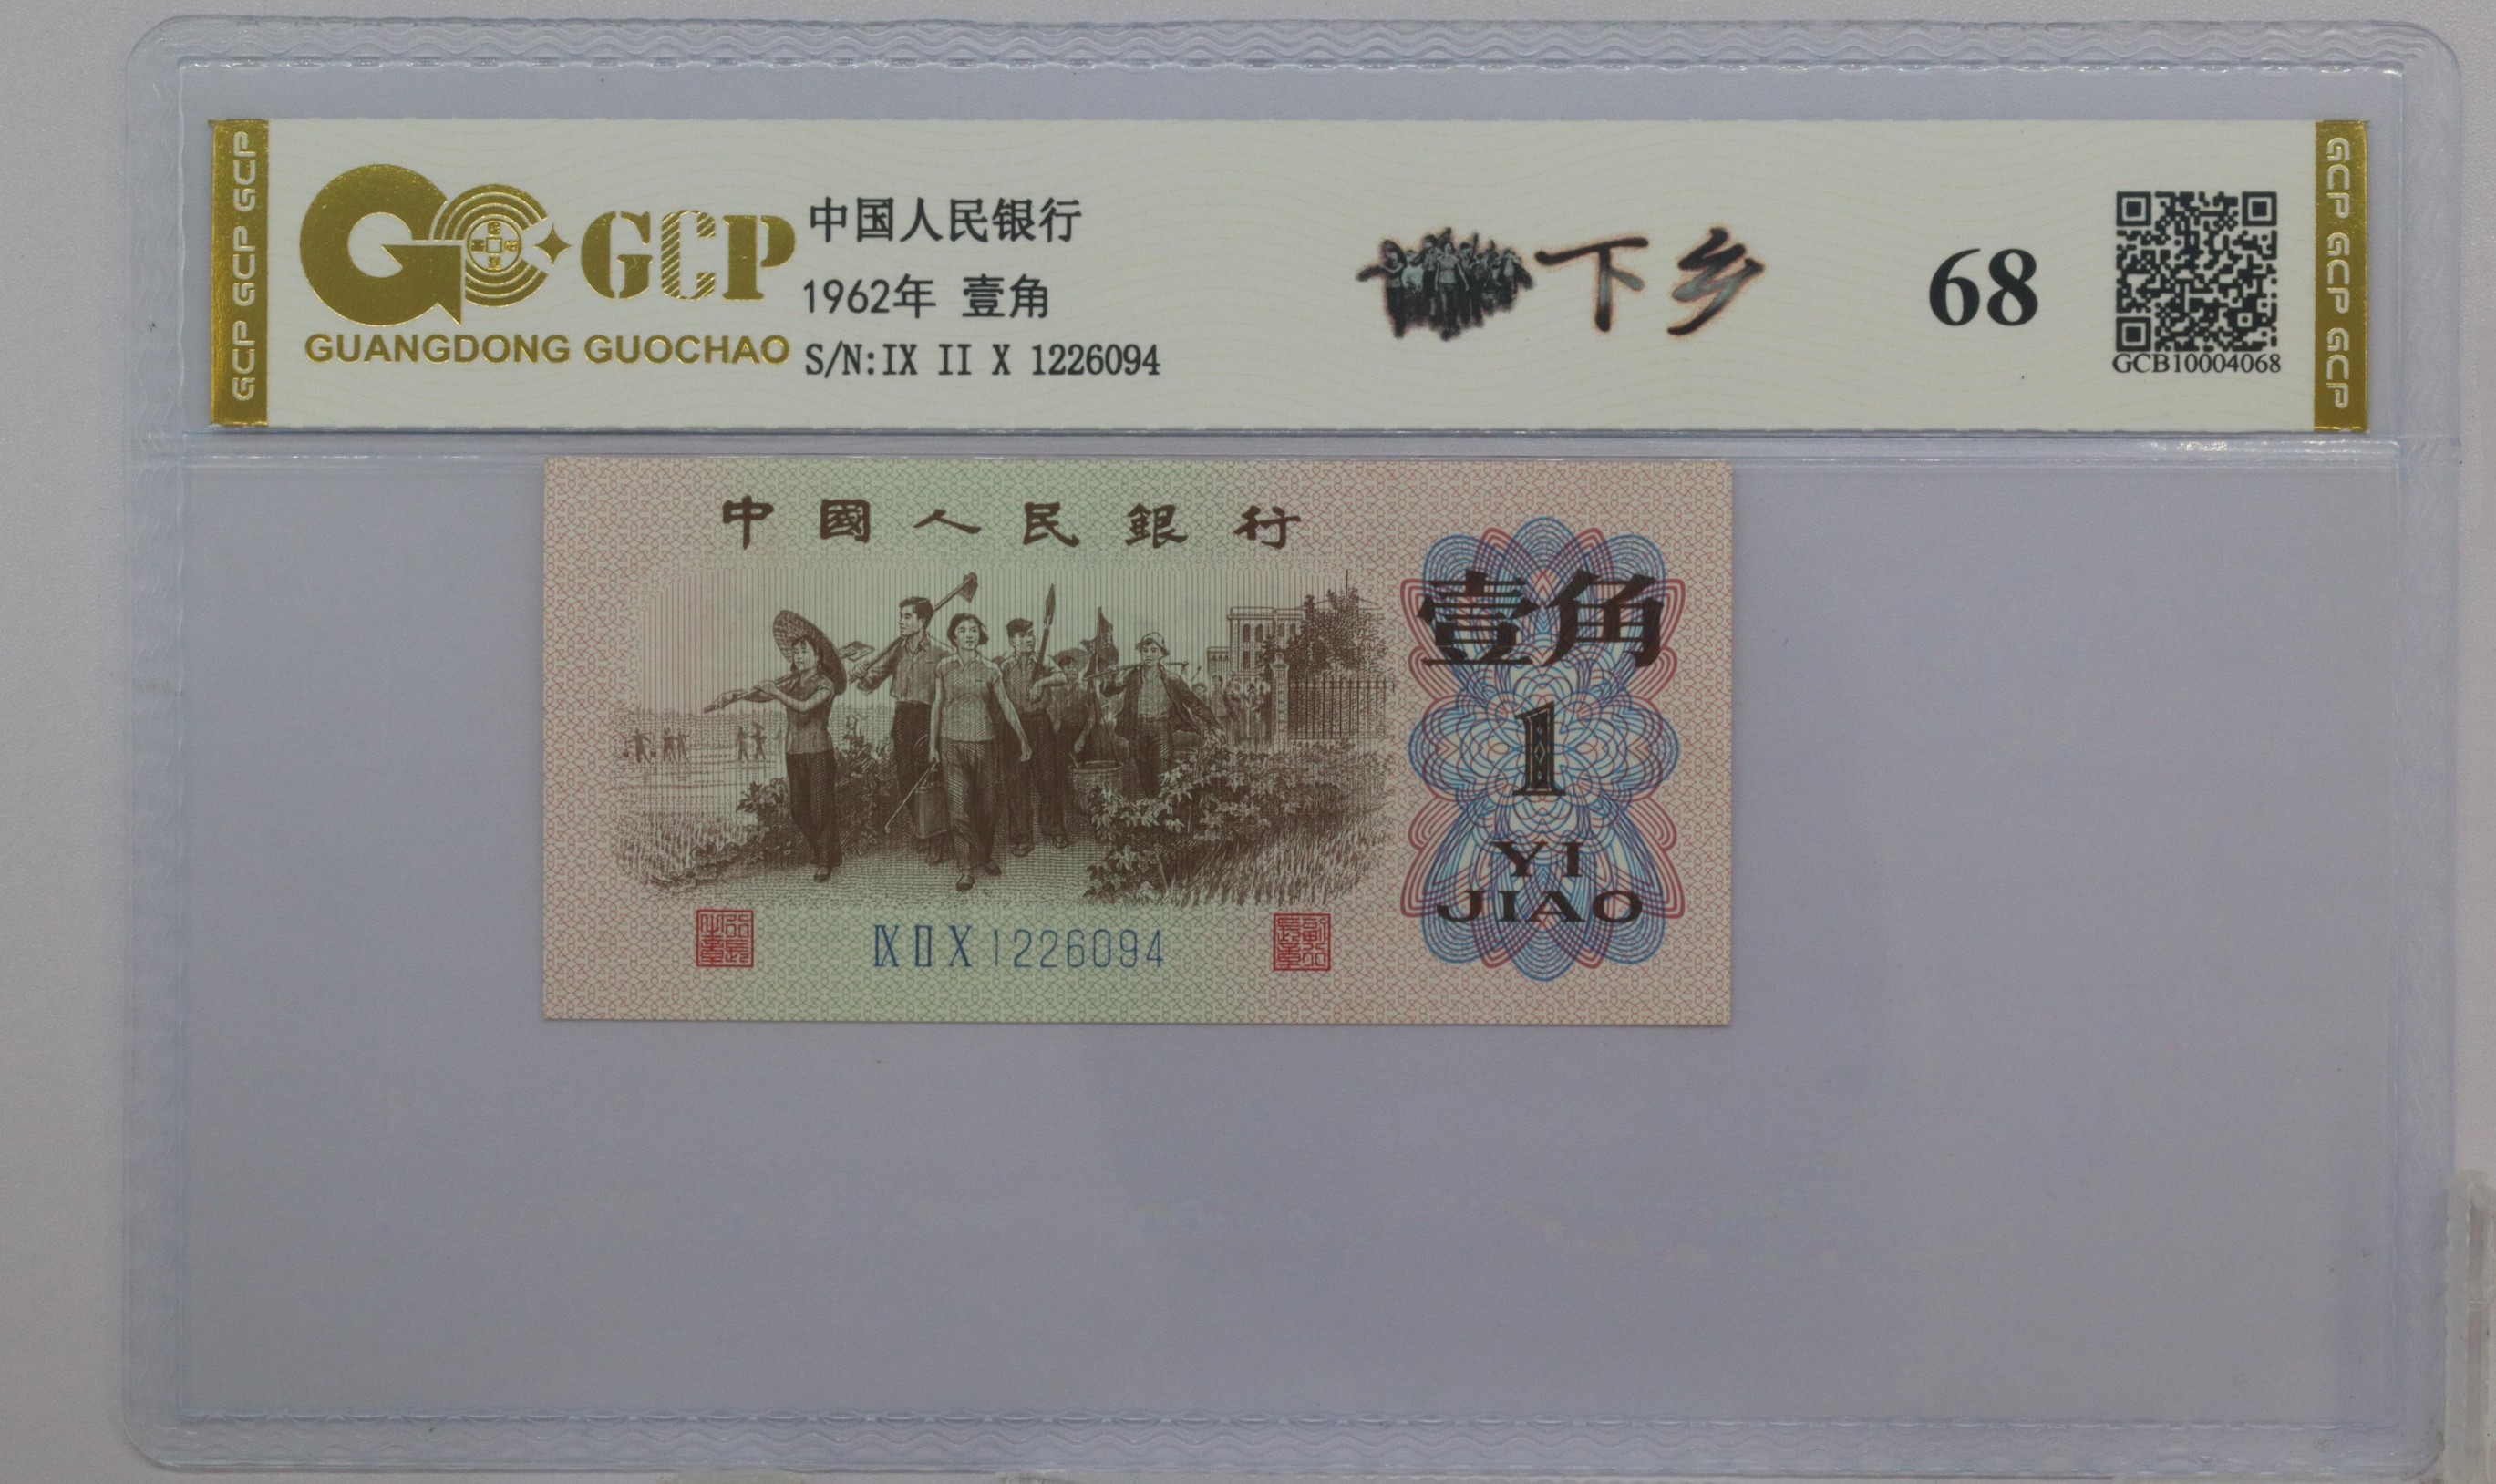 GCP GCP GCP
GCP
GUANGDONG GUOCHAO
中国人民银行
1962年 壹角
S/N:IX II X 1226094
下乡
68
GCB10004068
GCP GCP GCP
中國人民銀行
壹角
1
YI
JIAO
IX II X 1226094